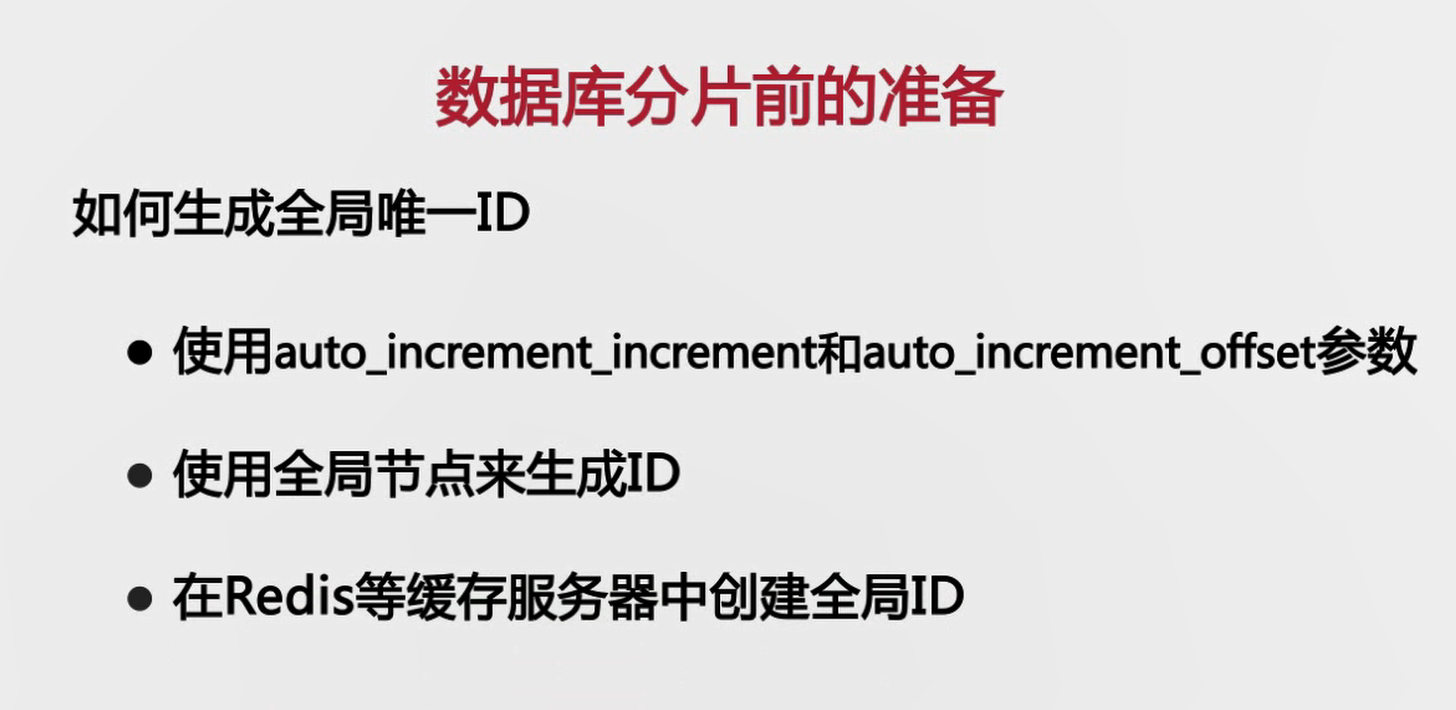 数据库分片前的准备
如何生成全局唯一ID
● 使用auto_increment_increment和auto_increment_offset参数
● 使用全局节点来生成ID
● 在Redis等缓存服务器中创建全局ID